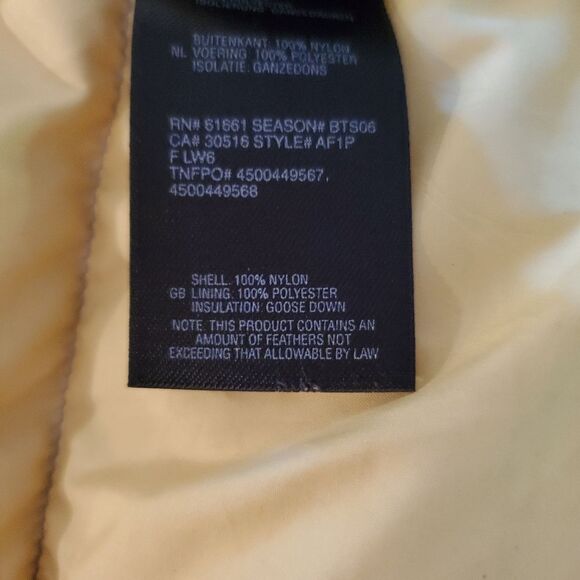 BUITENKANT: 100% NYLON
NL VOERING: 100% POLYESTER
ISOLATIE: GANZEDONS
RN# 61661 SEASON# BTS06
CA# 30516 STYLE# AF1P
F LW6
TNFPO# 4500449567,
4500449568
SHELL: 100% NYLON
GB LINING: 100% POLYESTER
INSULATION: GOOSE DOWN
NOTE: THIS PRODUCT CONTAINS AN
AMOUNT OF FEATHERS NOT
EXCEEDING THAT ALLOWABLE BY LAW